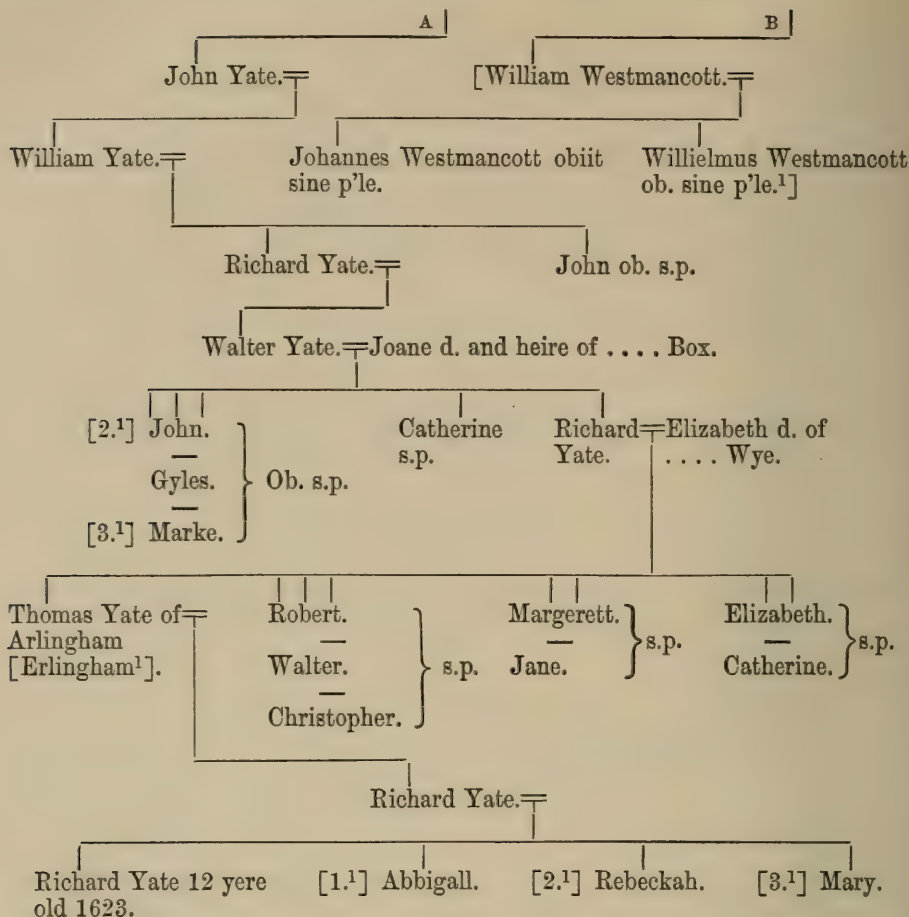 A B
John Yate. [William Westmancott.
William Yate. Johannes Westmancott obiit Willielmus Westmancott
sine p'le. ob. sine p'le.¹]
Richard Yate. John ob. s.p.
Walter Yate. Joane d. and heire of .... Box.
[2.¹] John. Catherine Richard Elizabeth d. of
s.p. Yate. .... Wye.
Gyles. Ob. s.p.
[3.¹] Marke.
Thomas Yate of Robert. Margerett. Elizabeth.
Arlingham
[Erlingham¹]. Walter. s.p. Jane. s.p. Catherine. s.p.
Christopher.
Richard Yate.
Richard Yate 12 yere [1.¹] Abbigall. [2.¹] Rebeckah. [3.¹] Mary.
old 1623.